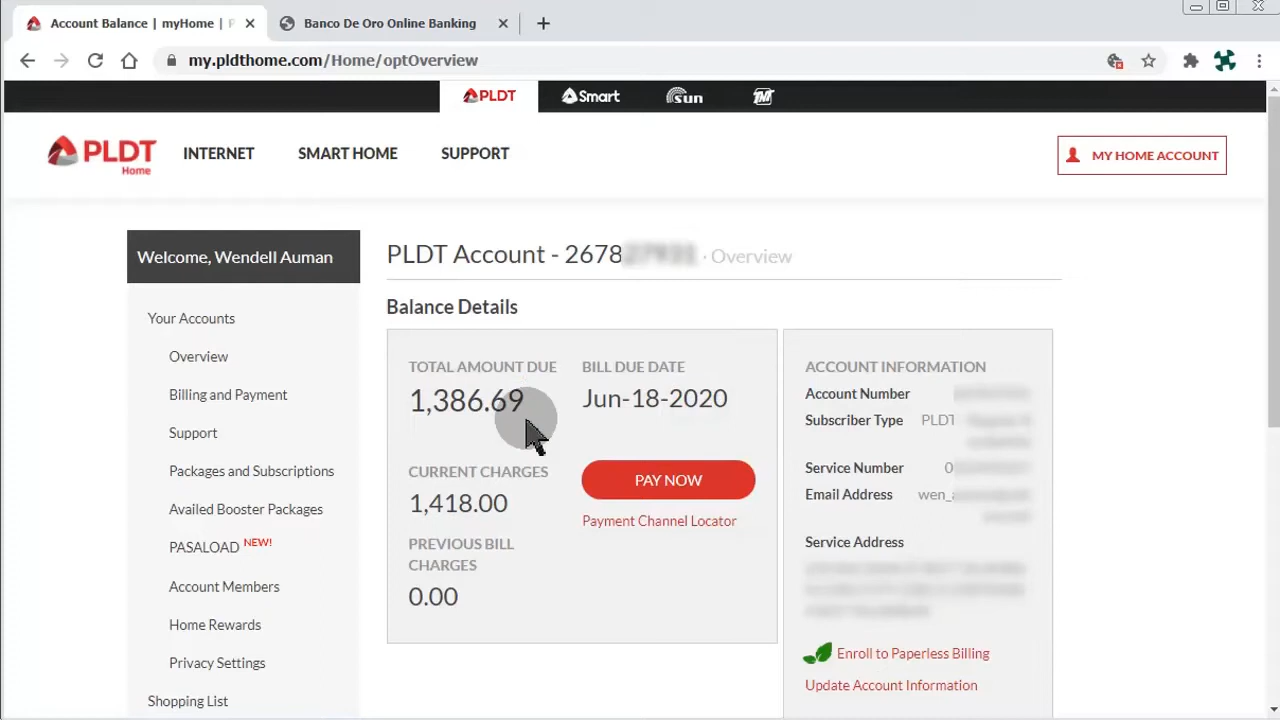 Account Balance | myHome | P
Banco De Oro Online Banking
my.pldthome.com/Home/optOverview
PLDT
Smart
sun
TNT
PLDT
Home
INTERNET
SMART HOME
SUPPORT
MY HOME ACCOUNT
Welcome, Wendell Auman
Your Accounts
Overview
Billing and Payment
Support
Packages and Subscriptions
Availed Booster Packages
PASALOAD NEW!
Account Members
Home Rewards
Privacy Settings
Shopping List
PLDT Account - 2678 · Overview
Balance Details
TOTAL AMOUNT DUE
1,386.69
BILL DUE DATE
Jun-18-2020
CURRENT CHARGES
1,418.00
PAY NOW
Payment Channel Locator
PREVIOUS BILL
CHARGES
0.00
ACCOUNT INFORMATION
Account Number
Subscriber Type PLDT
Service Number 0
Email Address wen_
Service Address
Enroll to Paperless Billing
Update Account Information